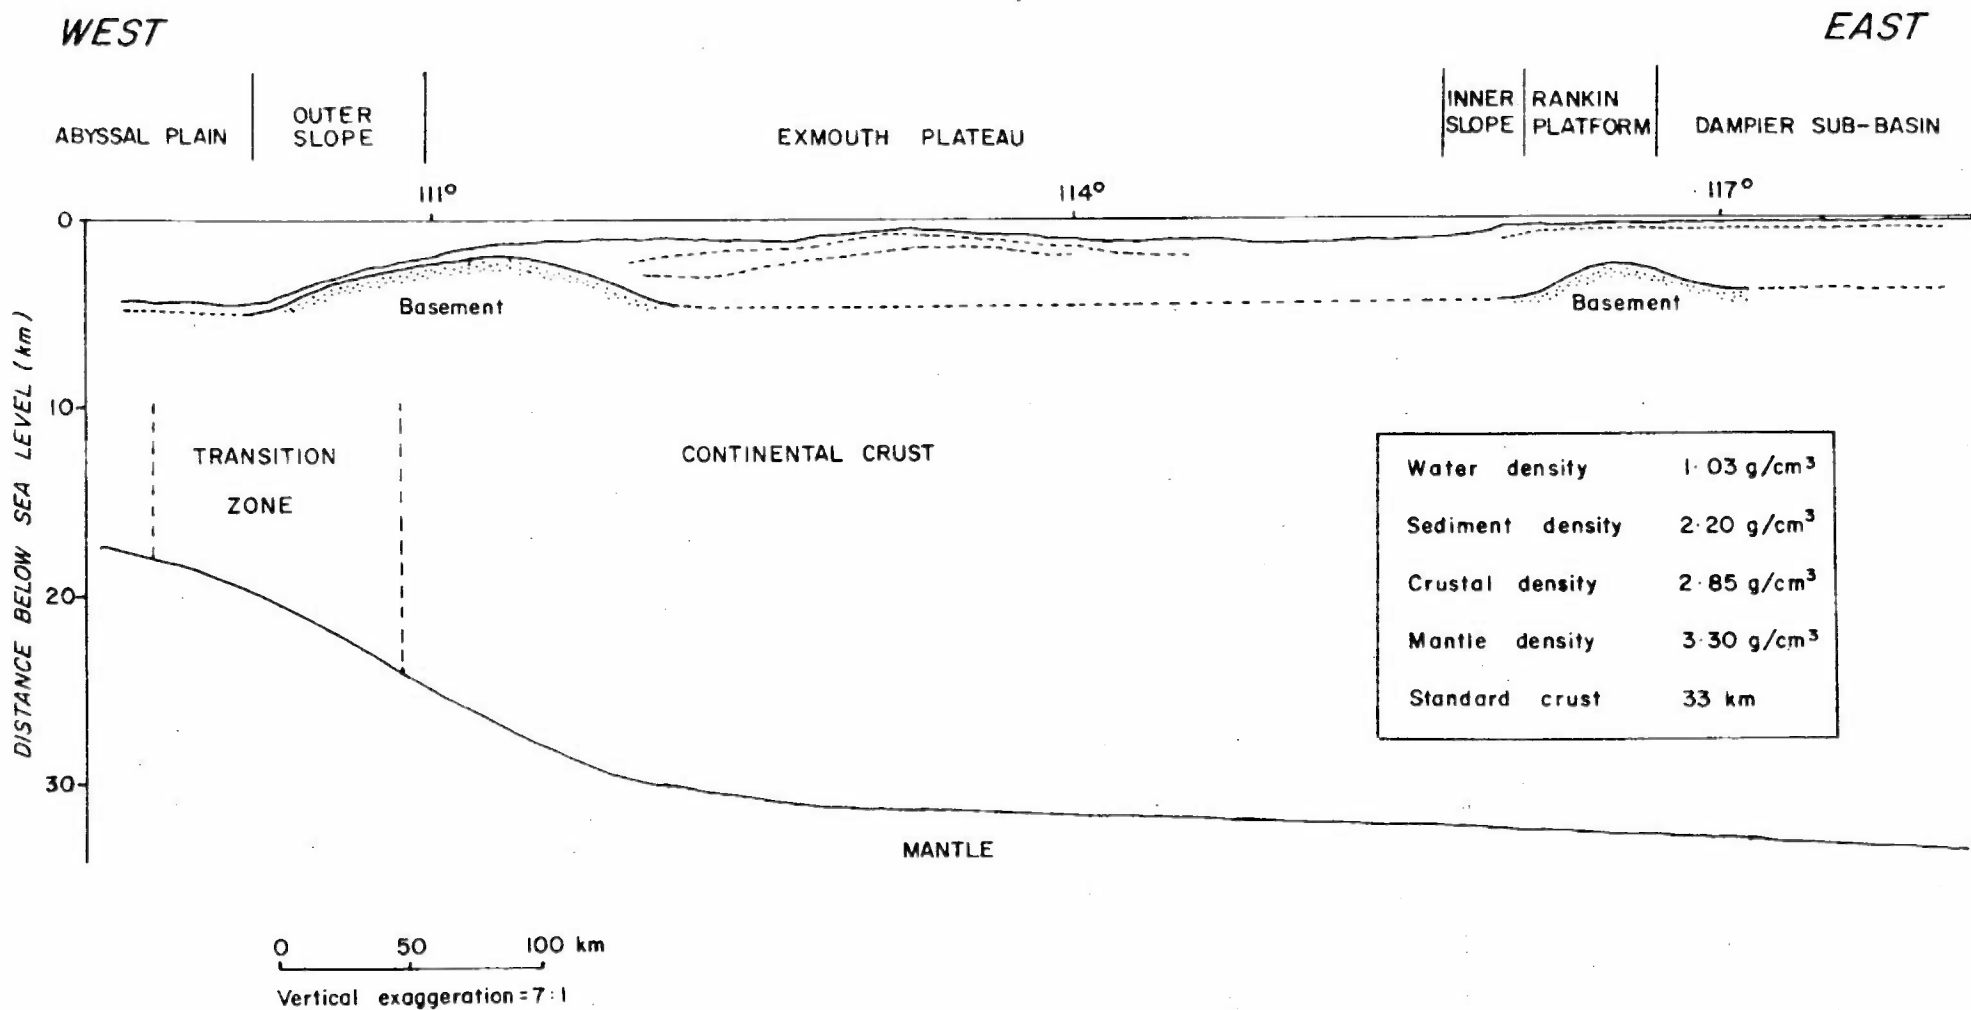 WEST
EAST
ABYSSAL PLAIN
OUTER
SLOPE
EXMOUTH PLATEAU
INNER
SLOPE
RANKIN
PLATFORM
DAMPIER SUB-BASIN
111°
114°
117°
0
10
20
30
DISTANCE BELOW SEA LEVEL (km)
Basement
Basement
TRANSITION
ZONE
CONTINENTAL CRUST
Water density 1·03 g/cm³
Sediment density 2·20 g/cm³
Crustal density 2·85 g/cm³
Mantle density 3·30 g/cm³
Standard crust 33 km
MANTLE
0 50 100 km
Vertical exaggeration = 7:1